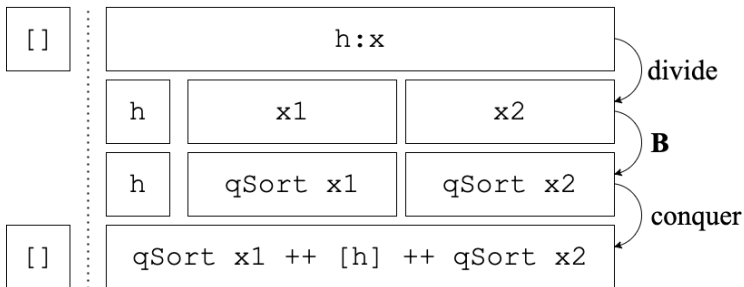 [] h:x
divide
h x1 x2
B
h qSort x1 qSort x2
conquer
[] qSort x1 ++ [h] ++ qSort x2